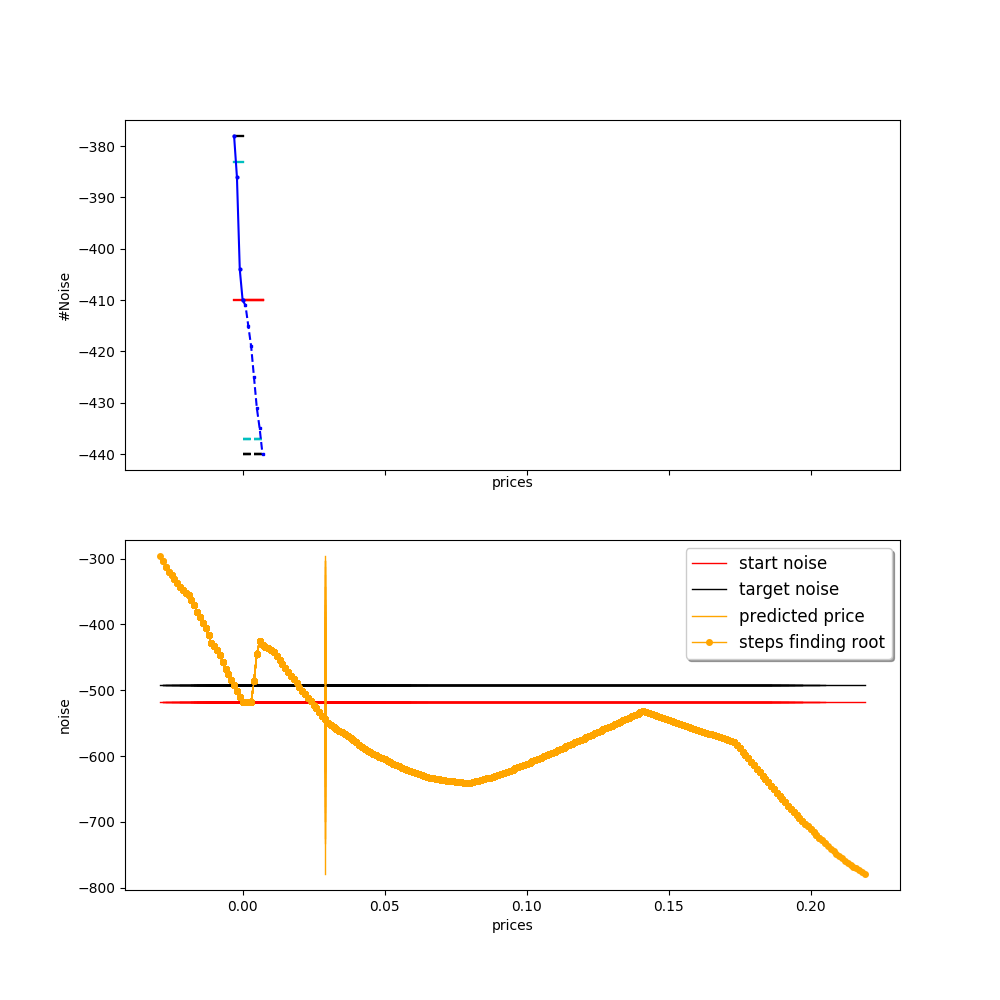 −380
−390
−400
−410
−420
−430
−440
#Noise
prices
−300
−400
−500
−600
−700
−800
noise
start noise
target noise
predicted price
steps finding root
0.00 0.05 0.10 0.15 0.20
prices